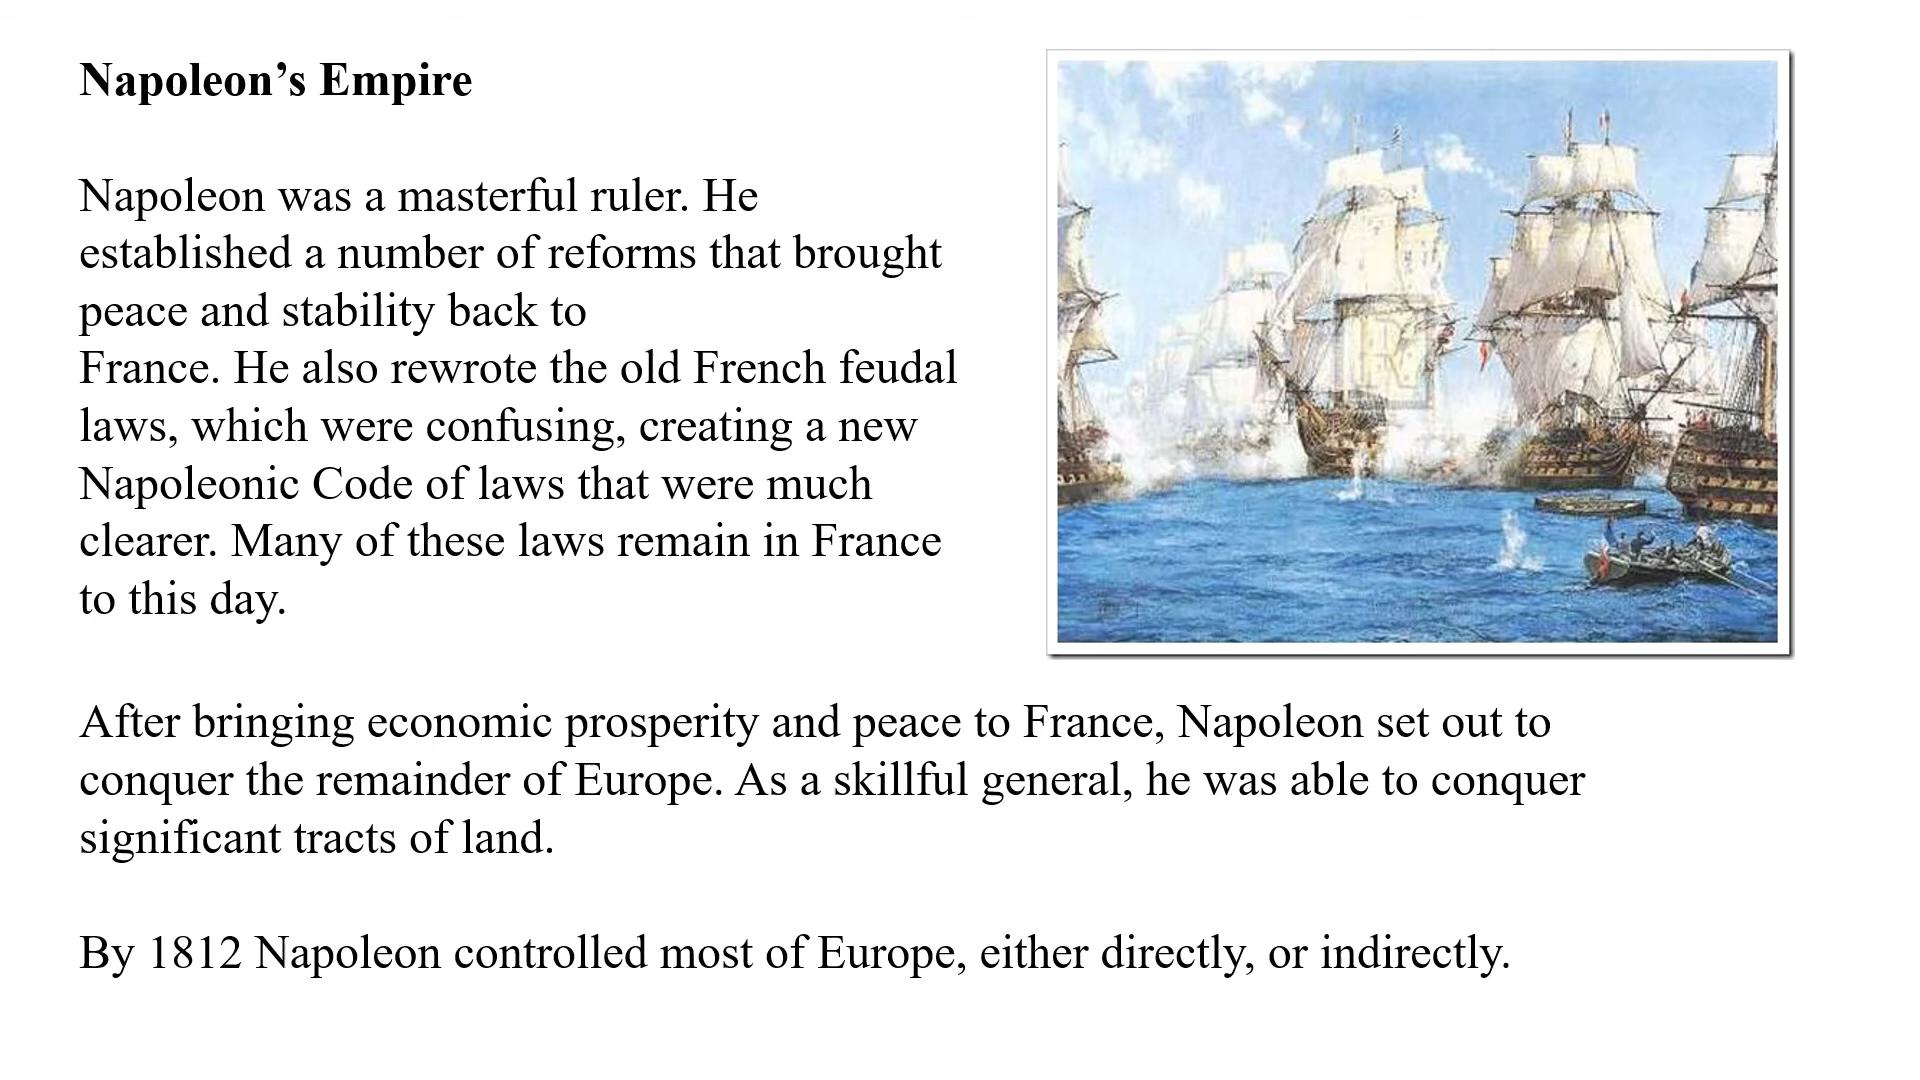 Napoleon’s Empire
Napoleon was a masterful ruler. He
established a number of reforms that brought
peace and stability back to
France. He also rewrote the old French feudal
laws, which were confusing, creating a new
Napoleonic Code of laws that were much
clearer. Many of these laws remain in France
to this day.
After bringing economic prosperity and peace to France, Napoleon set out to
conquer the remainder of Europe. As a skillful general, he was able to conquer
significant tracts of land.
By 1812 Napoleon controlled most of Europe, either directly, or indirectly.